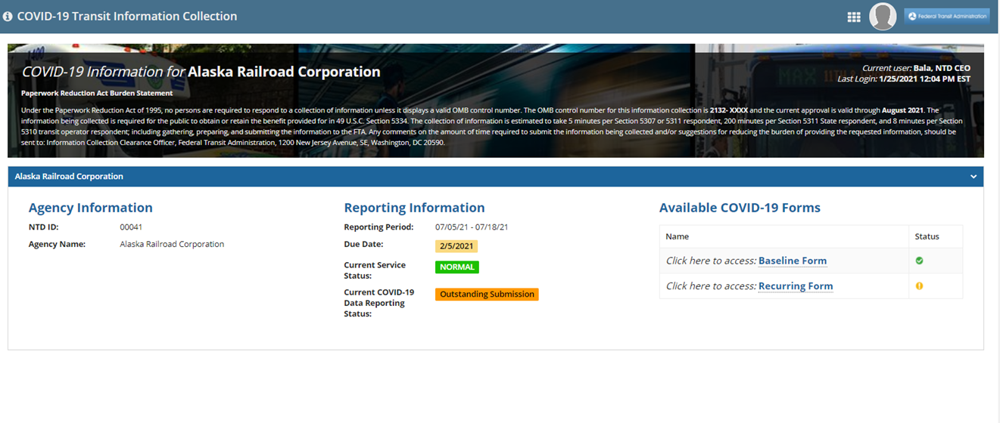 COVID-19 Transit Information Collection
Federal Transit Administration
1400
MAX
COVID-19 Information for Alaska Railroad Corporation
Current user: Bala, NTD CEO
Last Login: 1/25/2021 12:04 PM EST
Paperwork Reduction Act Burden Statement
Under the Paperwork Reduction Act of 1995, no persons are required to respond to a collection of information unless it displays a valid OMB control number. The OMB control number for this information collection is 2132- XXXX and the current approval is valid through August 2021. The
information being collected is required for the public to obtain or retain the benefit provided for in 49 U.S.C. Section 5334. The collection of information is estimated to take 5 minutes per Section 5307 or 5311 respondent, 200 minutes per Section 5311 State respondent, and 8 minutes per Section
5310 transit operator respondent; including gathering, preparing, and submitting the information to the FTA. Any comments on the amount of time required to submit the information being collected and/or suggestions for reducing the burden of providing the requested information, should be
sent to: Information Collection Clearance Officer, Federal Transit Administration, 1200 New Jersey Avenue, SE, Washington, DC 20590.
Alaska Railroad Corporation
Agency Information
NTD ID: 00041
Agency Name: Alaska Railroad Corporation
Reporting Information
Reporting Period: 07/05/21 - 07/18/21
Due Date: 2/5/2021
Current Service
Status: NORMAL
Current COVID-19
Data Reporting
Status: Outstanding Submission
Available COVID-19 Forms
Name Status
Click here to access: Baseline Form
Click here to access: Recurring Form